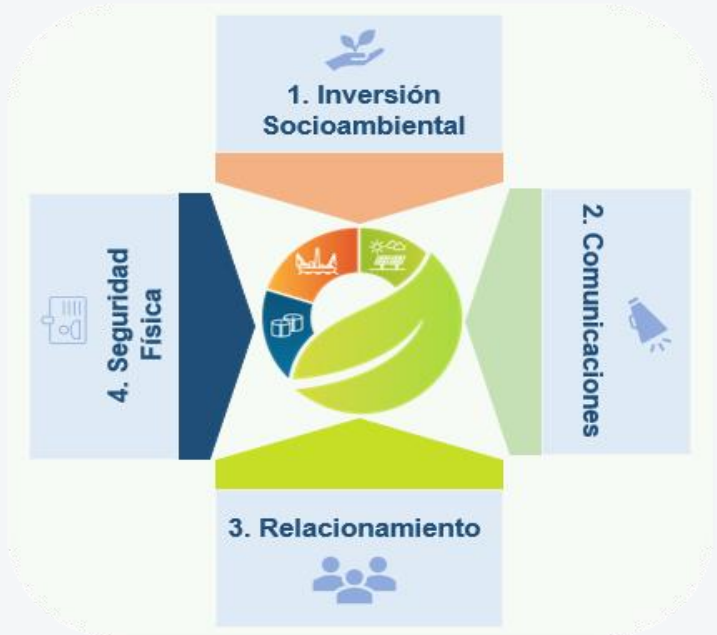 1. Inversión
Socioambiental
2. Comunicaciones
3. Relacionamiento
4. Seguridad
Física